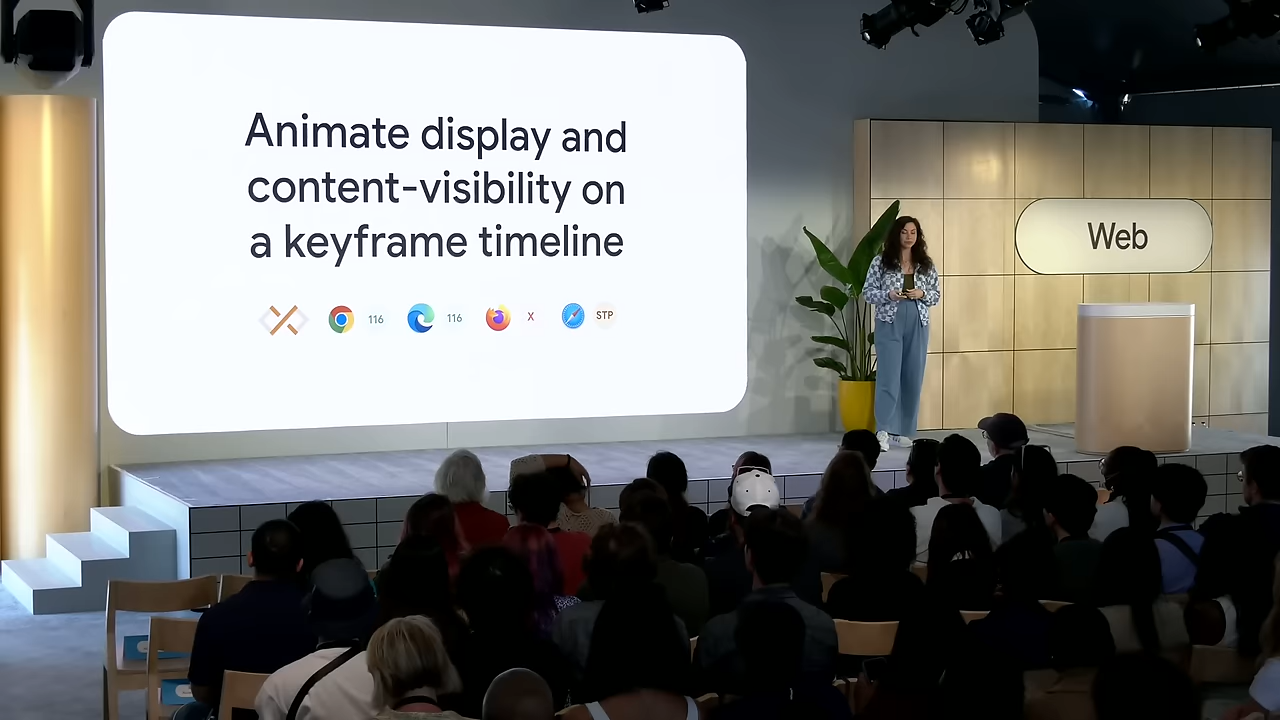 Animate display and
content-visibility on
a keyframe timeline
116 116 X STP
Web